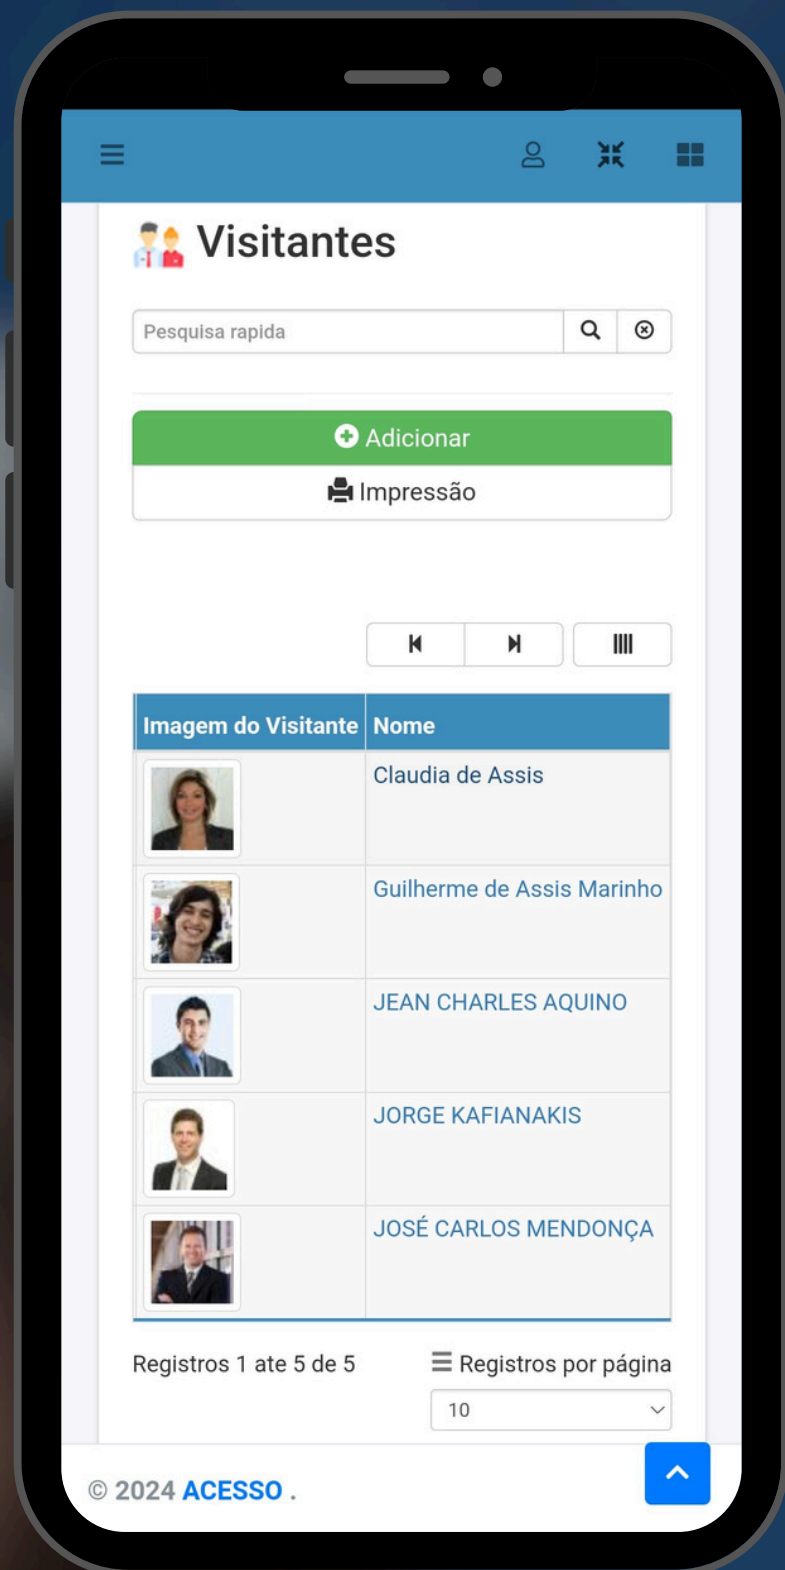 Visitantes
Pesquisa rapida
Adicionar
Impressão
Imagem do Visitante Nome
Claudia de Assis
Guilherme de Assis Marinho
JEAN CHARLES AQUINO
JORGE KAFIANAKIS
JOSÉ CARLOS MENDONÇA
Registros 1 ate 5 de 5 Registros por página
10
© 2024 ACESSO .